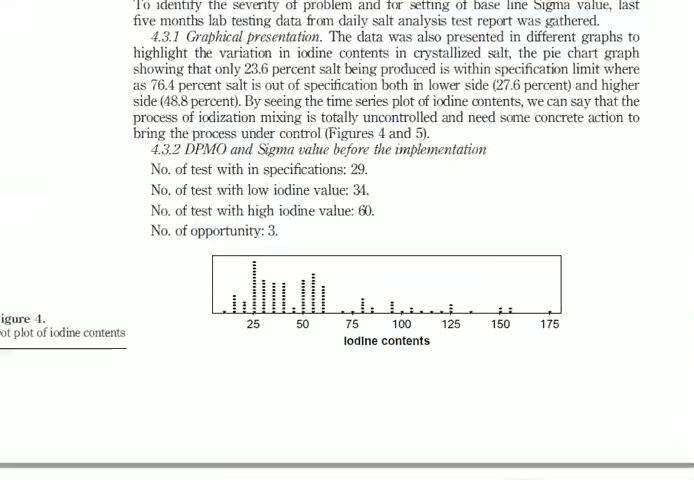 To identify the severity of problem and for setting of base line Sigma value, last
five months lab testing data from daily salt analysis test report was gathered.
4.3.1 Graphical presentation. The data was also presented in different graphs to
highlight the variation in iodine contents in crystallized salt, the pie chart graph
showing that only 23.6 percent salt being produced is within specification limit where
as 76.4 percent salt is out of specification both in lower side (27.6 percent) and higher
side (48.8 percent). By seeing the time series plot of iodine contents, we can say that the
process of iodization mixing is totally uncontrolled and need some concrete action to
bring the process under control (Figures 4 and 5).
4.3.2 DPMO and Sigma value before the implementation
No. of test with in specifications: 29.
No. of test with low iodine value: 34.
No. of test with high iodine value: 60.
No. of opportunity: 3.
igure 4.
ot plot of iodine contents
25 50 75 100 125 150 175
Iodine contents